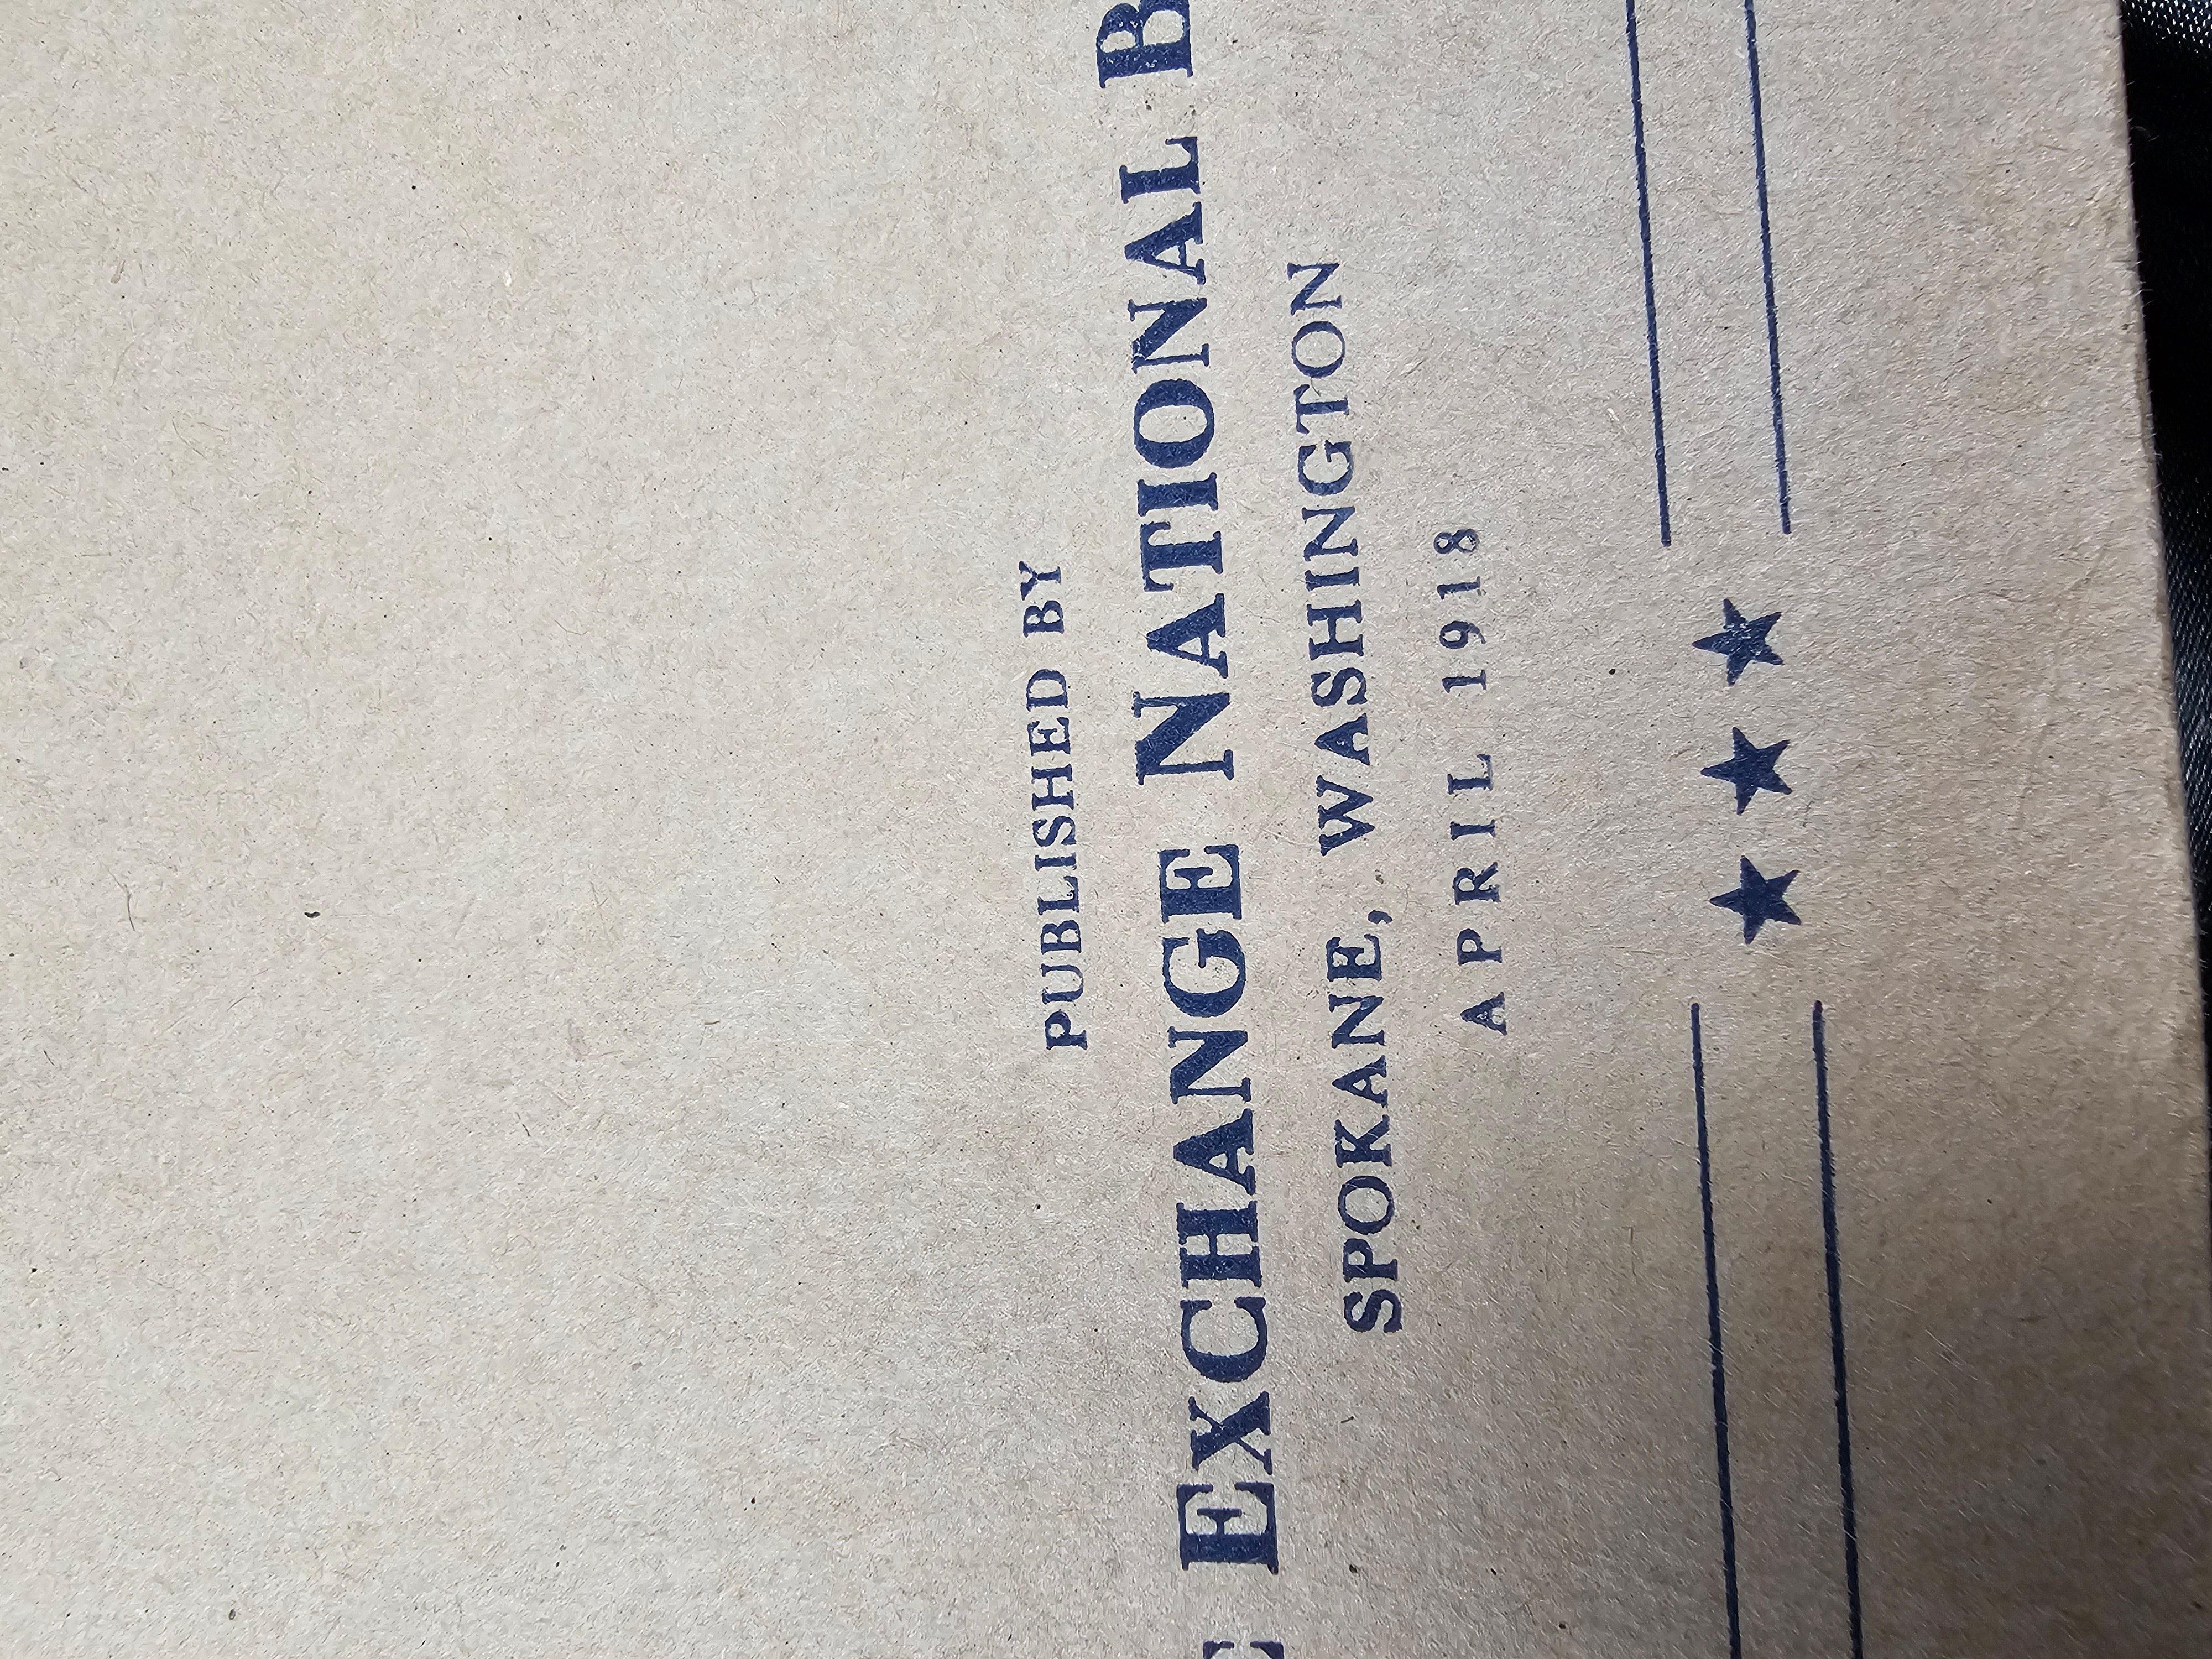 PUBLISHED BY
E EXCHANGE NATIONAL B
SPOKANE, WASHINGTON
APRIL 1918